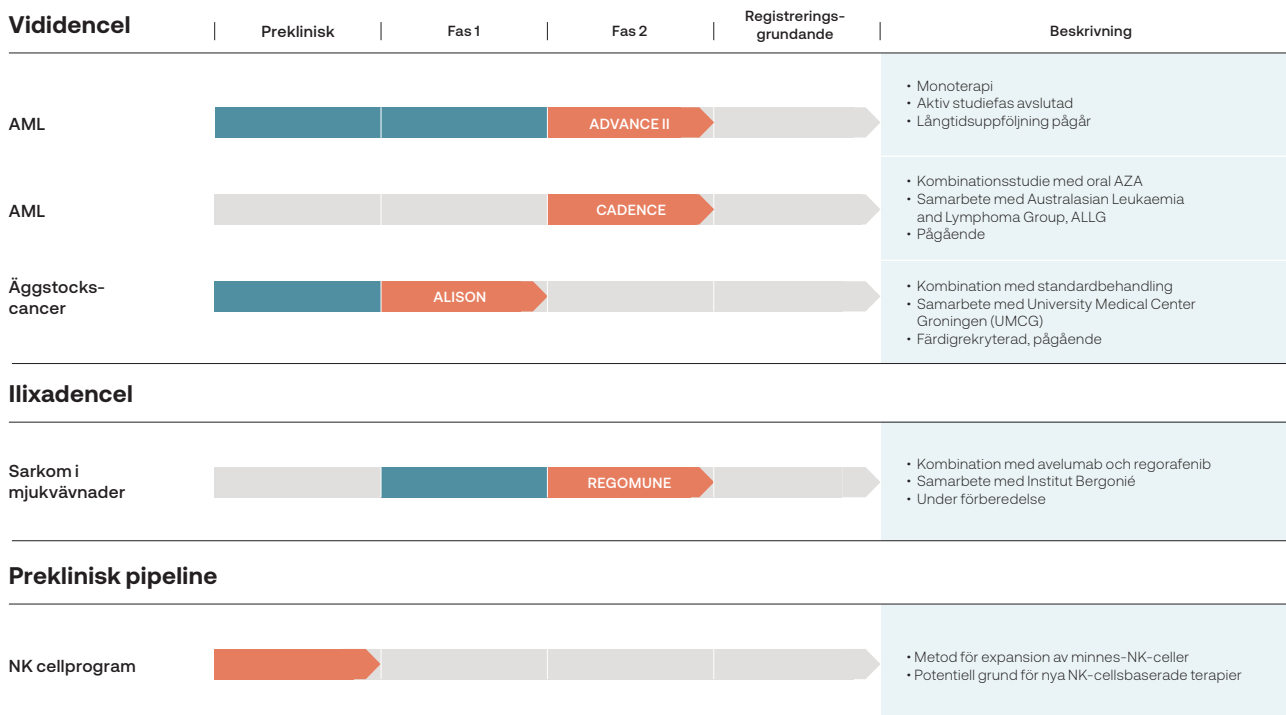 Vididencel
Preklinisk
Fas 1
Fas 2
Registrerings-
grundande
Beskrivning
AML
ADVANCE II
• Monoterapi
• Aktiv studiefas avslutad
• Långtidsuppföljning pågår
AML
CADENCE
• Kombinationsstudie med oral AZA
• Samarbete med Australasian Leukaemia
and Lymphoma Group, ALLG
• Pågående
Äggstocks-
cancer
ALISON
• Kombination med standardbehandling
• Samarbete med University Medical Center
Groningen (UMCG)
• Färdigrekryterad, pågående
Ilixadencel
Sarkom i
mjukvävnader
REGOMUNE
• Kombination med avelumab och regorafenib
• Samarbete med Institut Bergonié
• Under förberedelse
Preklinisk pipeline
NK cellprogram
• Metod för expansion av minnes-NK-celler
• Potentiell grund för nya NK-cellsbaserade terapier